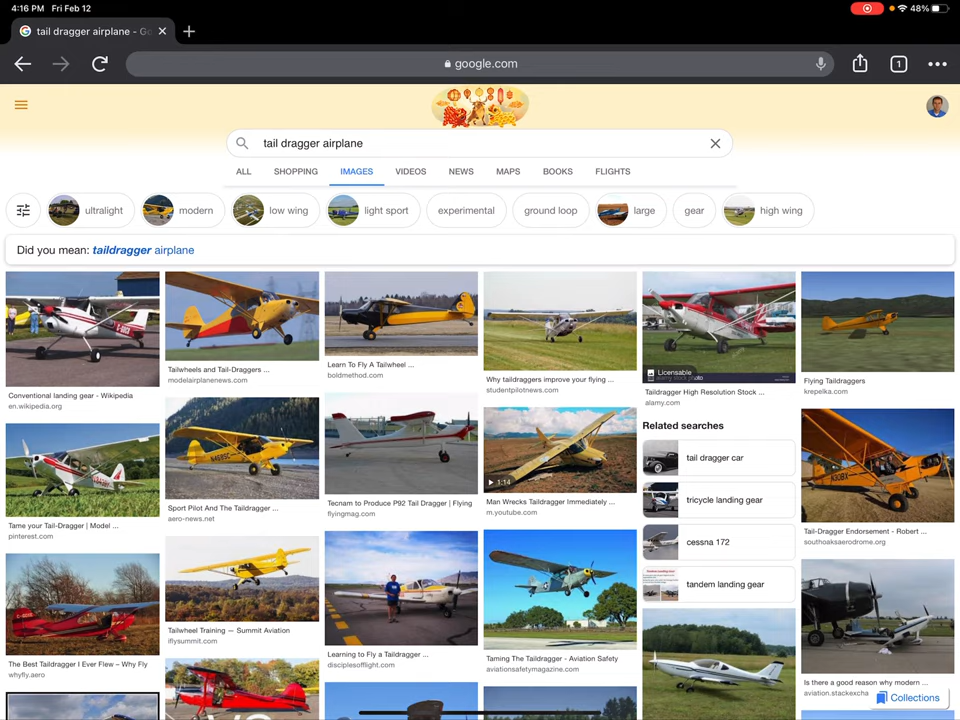 4:16 PM Fri Feb 12
48%
tail dragger airplane - Go
google.com
1
tail dragger airplane
ALL SHOPPING IMAGES VIDEOS NEWS MAPS BOOKS FLIGHTS
ultralight modern low wing light sport experimental ground loop large gear high wing
Did you mean: taildragger airplane
Conventional landing gear - Wikipedia
en.wikipedia.org
Tailwheels and Tail-Draggers ...
modelairplanenews.com
Learn To Fly A Tailwheel ...
boldmethod.com
Why taildraggers improve your flying ...
studentpilotnews.com
Licensable
Taildragger High Resolution Stock ...
alamy.com
Flying Taildraggers
krepelka.com
Related searches
tail dragger car
tricycle landing gear
cessna 172
tandem landing gear
Tame your Tail-Dragger | Model ...
pinterest.com
Sport Pilot And The Taildragger ...
aero-news.net
Tecnam to Produce P92 Tail Dragger | Flying
flyingmag.com
1:14
Man Wrecks Taildragger Immediately ...
m.youtube.com
Tail-Dragger Endorsement - Robert ...
southoaksaerodrome.org
The Best Taildragger I Ever Flew – Why Fly
whyfly.aero
Tailwheel Training — Summit Aviation
iflysummit.com
Learning to Fly a Taildragger ...
disciplesofflight.com
Taming The Taildragger - Aviation Safety
aviationsafetymagazine.com
Is there a good reason why modern ...
aviation.stackexcha
Collections